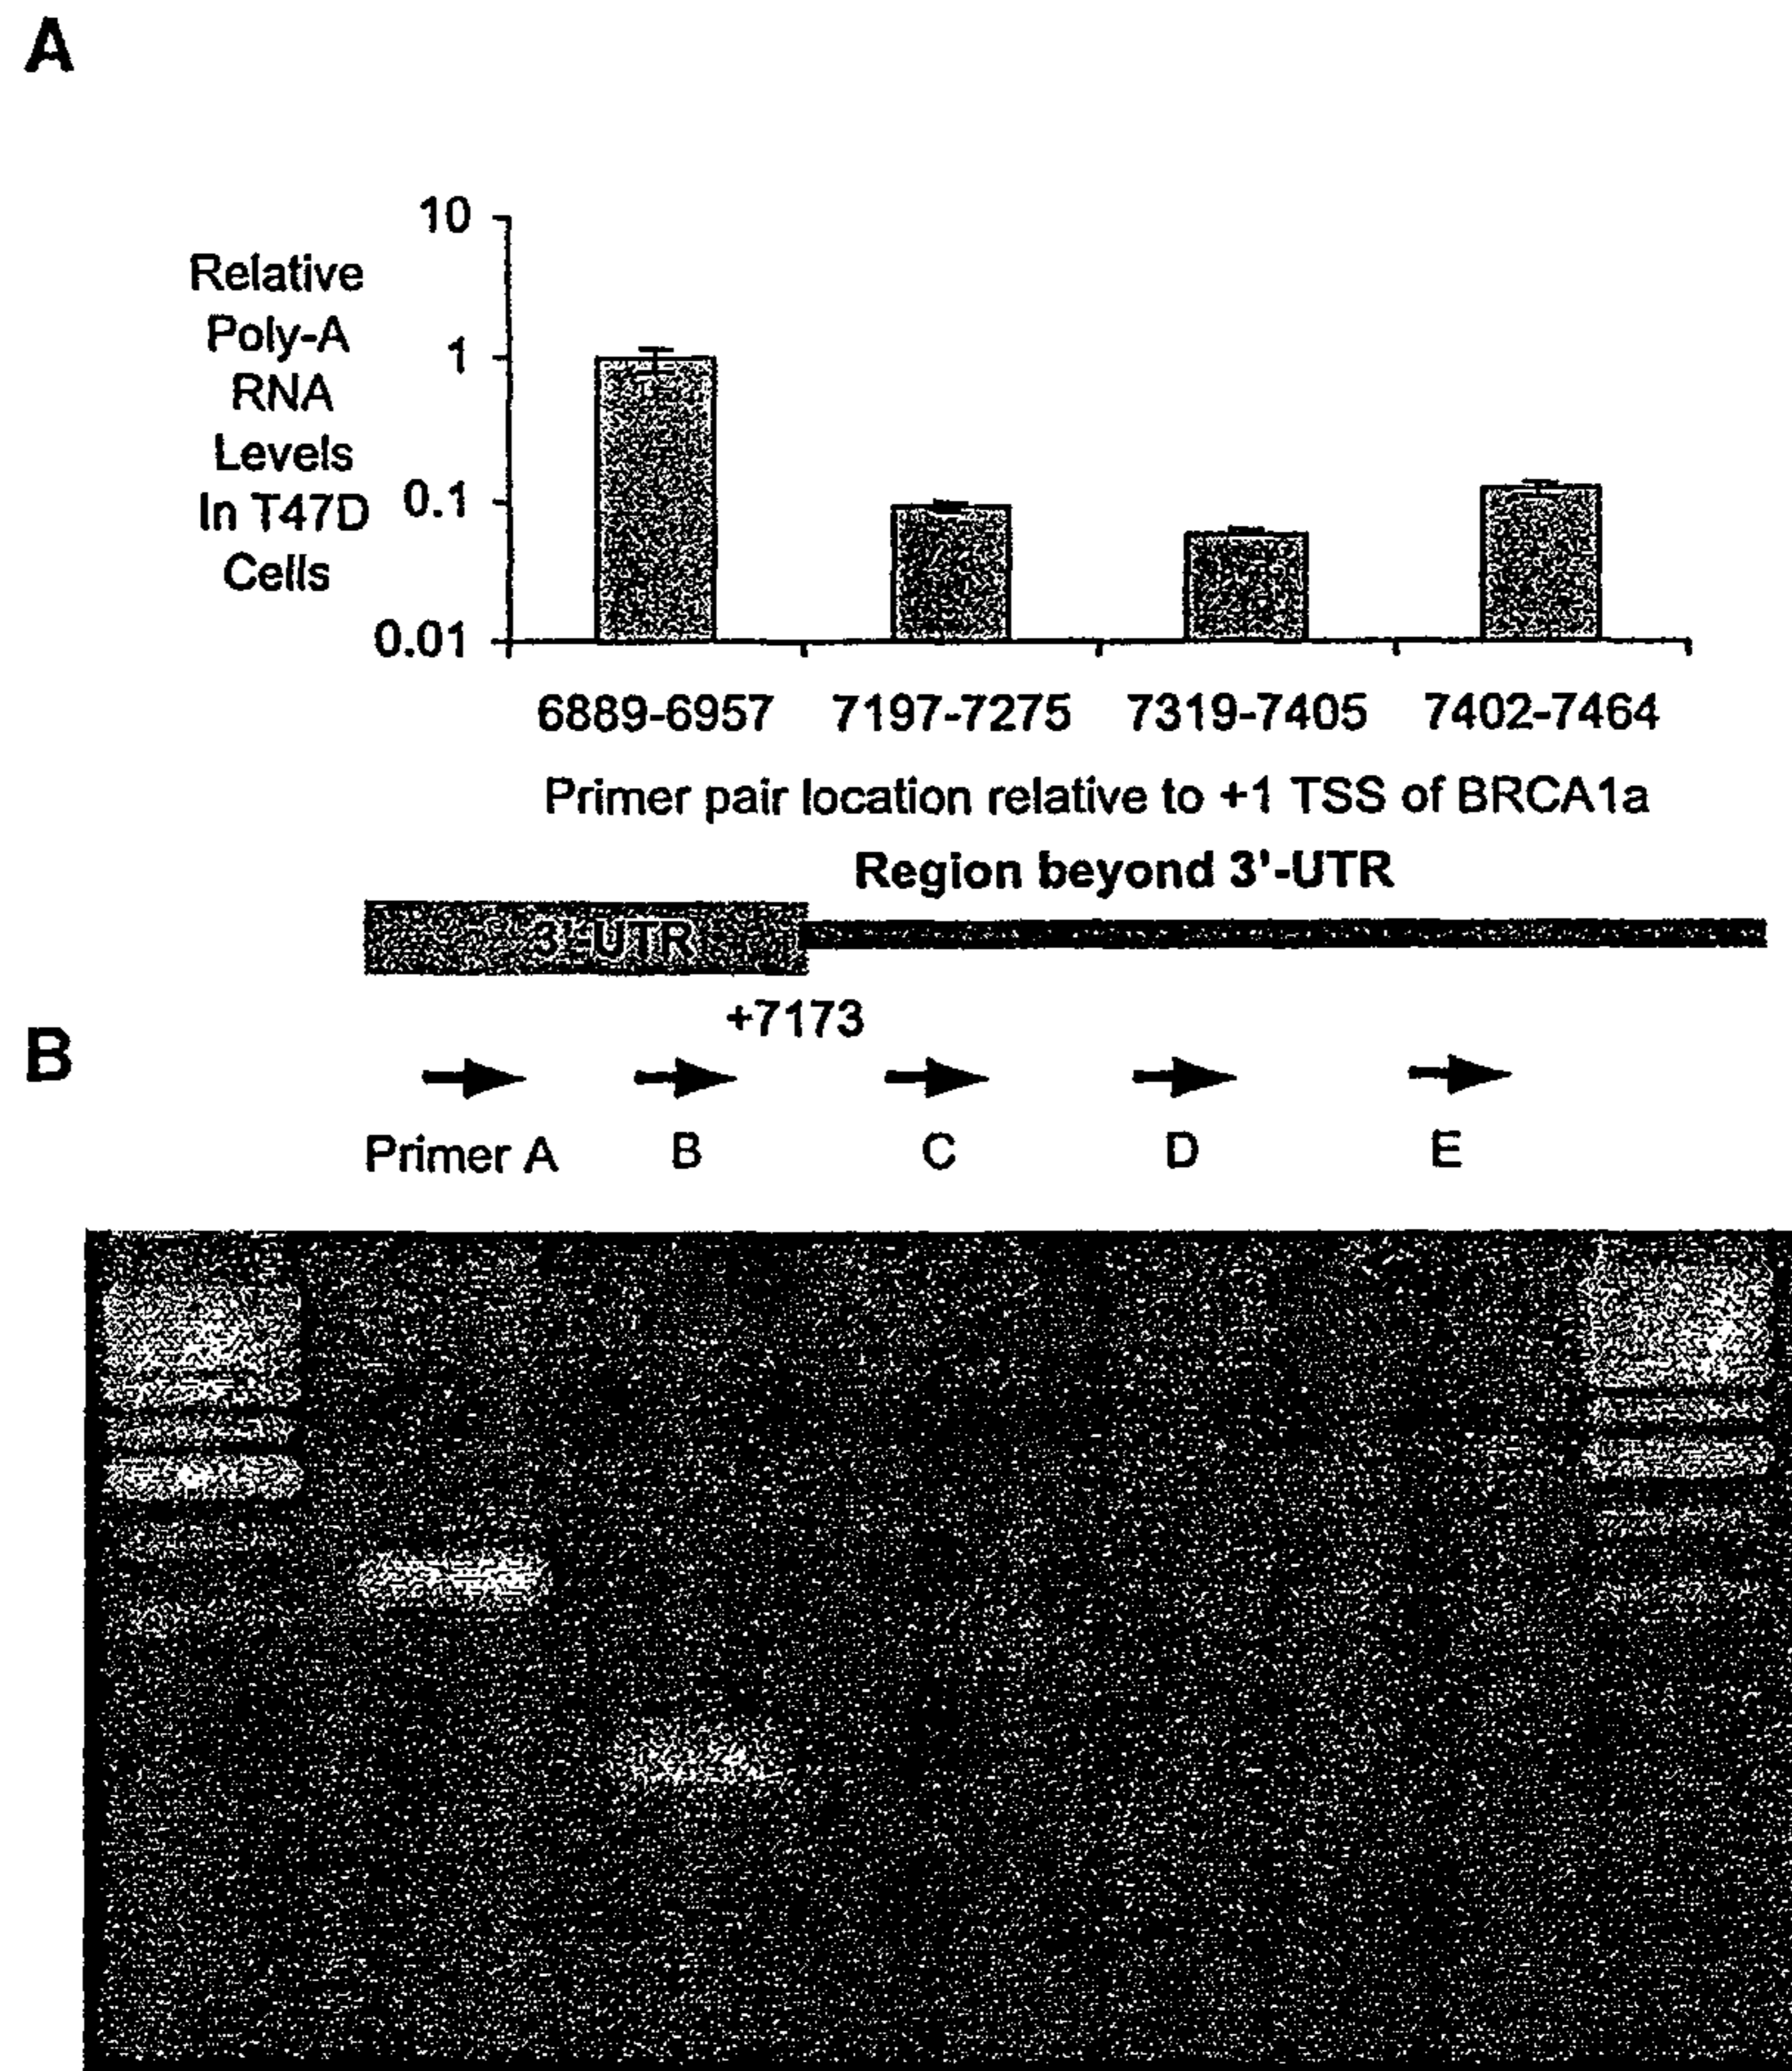 A
10
Relative
Poly-A
RNA
Levels
In T47D
Cells
1
0.1
0.01
6889-6957 7197-7275 7319-7405 7402-7464
Primer pair location relative to +1 TSS of BRCA1a
Region beyond 3'-UTR
3'-UTR
+7173
B
Primer A B C D E